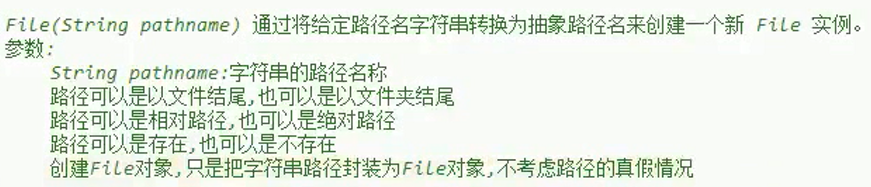 File(String pathname) 通过将给定路径名字符串转换为抽象路径名来创建一个新 File 实例。
参数:
String pathname:字符串的路径名称
路径可以是以文件结尾,也可以是以文件夹结尾
路径可以是相对路径,也可以是绝对路径
路径可以是存在,也可以是不存在
创建File对象,只是把字符串路径封装为File对象,不考虑路径的真假情况